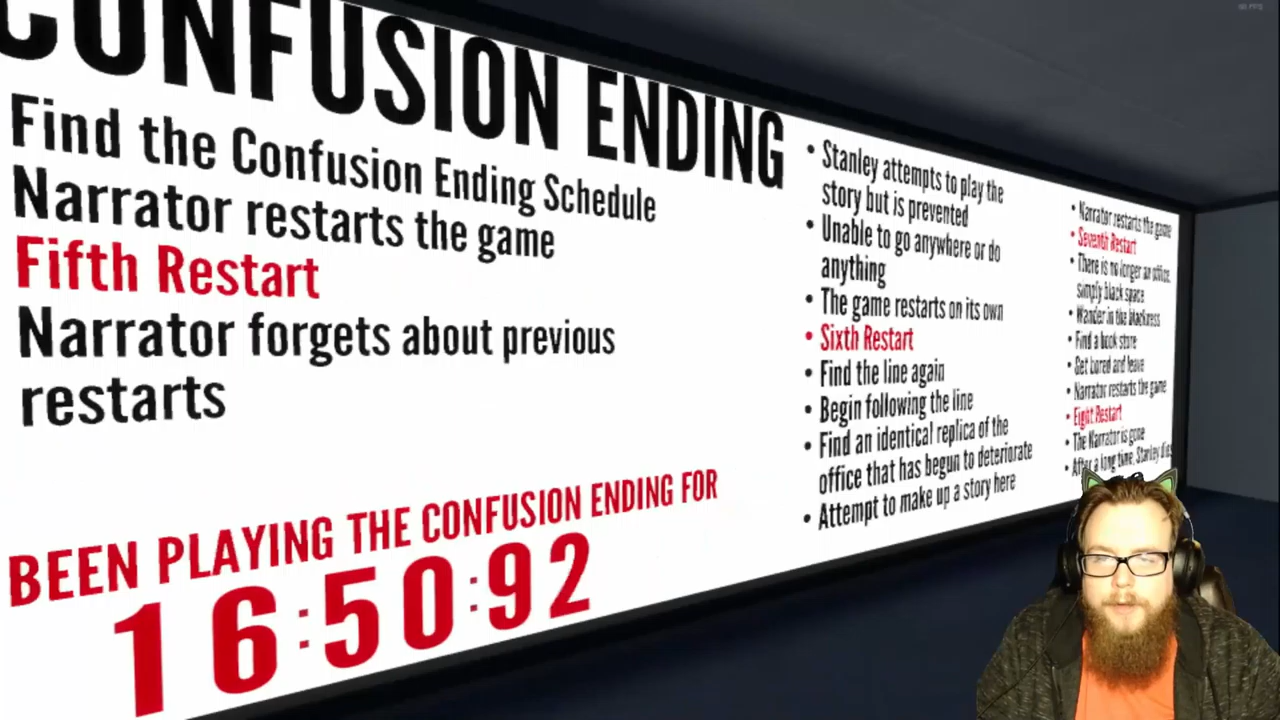 CONFUSION ENDING
Find the Confusion Ending Schedule
Narrator restarts the game
Fifth Restart
Narrator forgets about previous
restarts
BEEN PLAYING THE CONFUSION ENDING FOR
16:50:92
• Stanley attempts to play the
story but is prevented
• Unable to go anywhere or do
anything
• The game restarts on its own
• Sixth Restart
• Find the line again
• Begin following the line
• Find an identical replica of the
office that has begun to deteriorate
• Attempt to make up a story here
• Narrator restarts the game
• Seventh Restart
• There is no longer an office,
simply black space
• Wander in the blackness
• Find a book store
• Get bored and leave
• Narrator restarts the game
• Eight Restart
• The Narrator is gone
• After a long time, Stanley dies